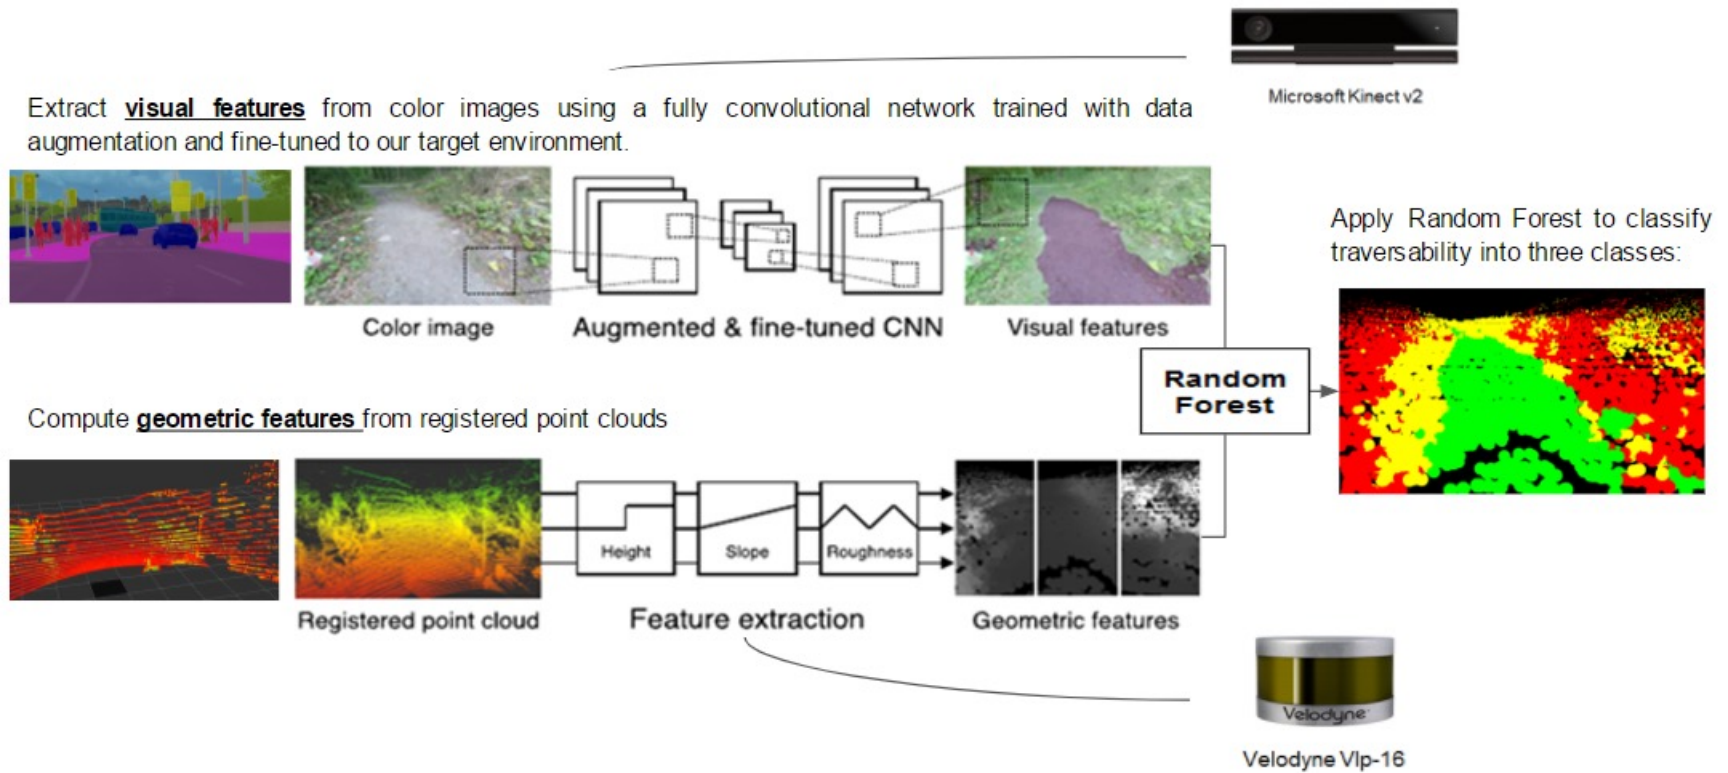 Microsoft Kinect v2
Extract visual features from color images using a fully convolutional network trained with data
augmentation and fine-tuned to our target environment.
Color image
Augmented & fine-tuned CNN
Visual features
Apply Random Forest to classify
traversability into three classes:
Random
Forest
Compute geometric features from registered point clouds
Height
Slope
Roughness
Registered point cloud
Feature extraction
Geometric features
Velodyne
Velodyne Vlp-16